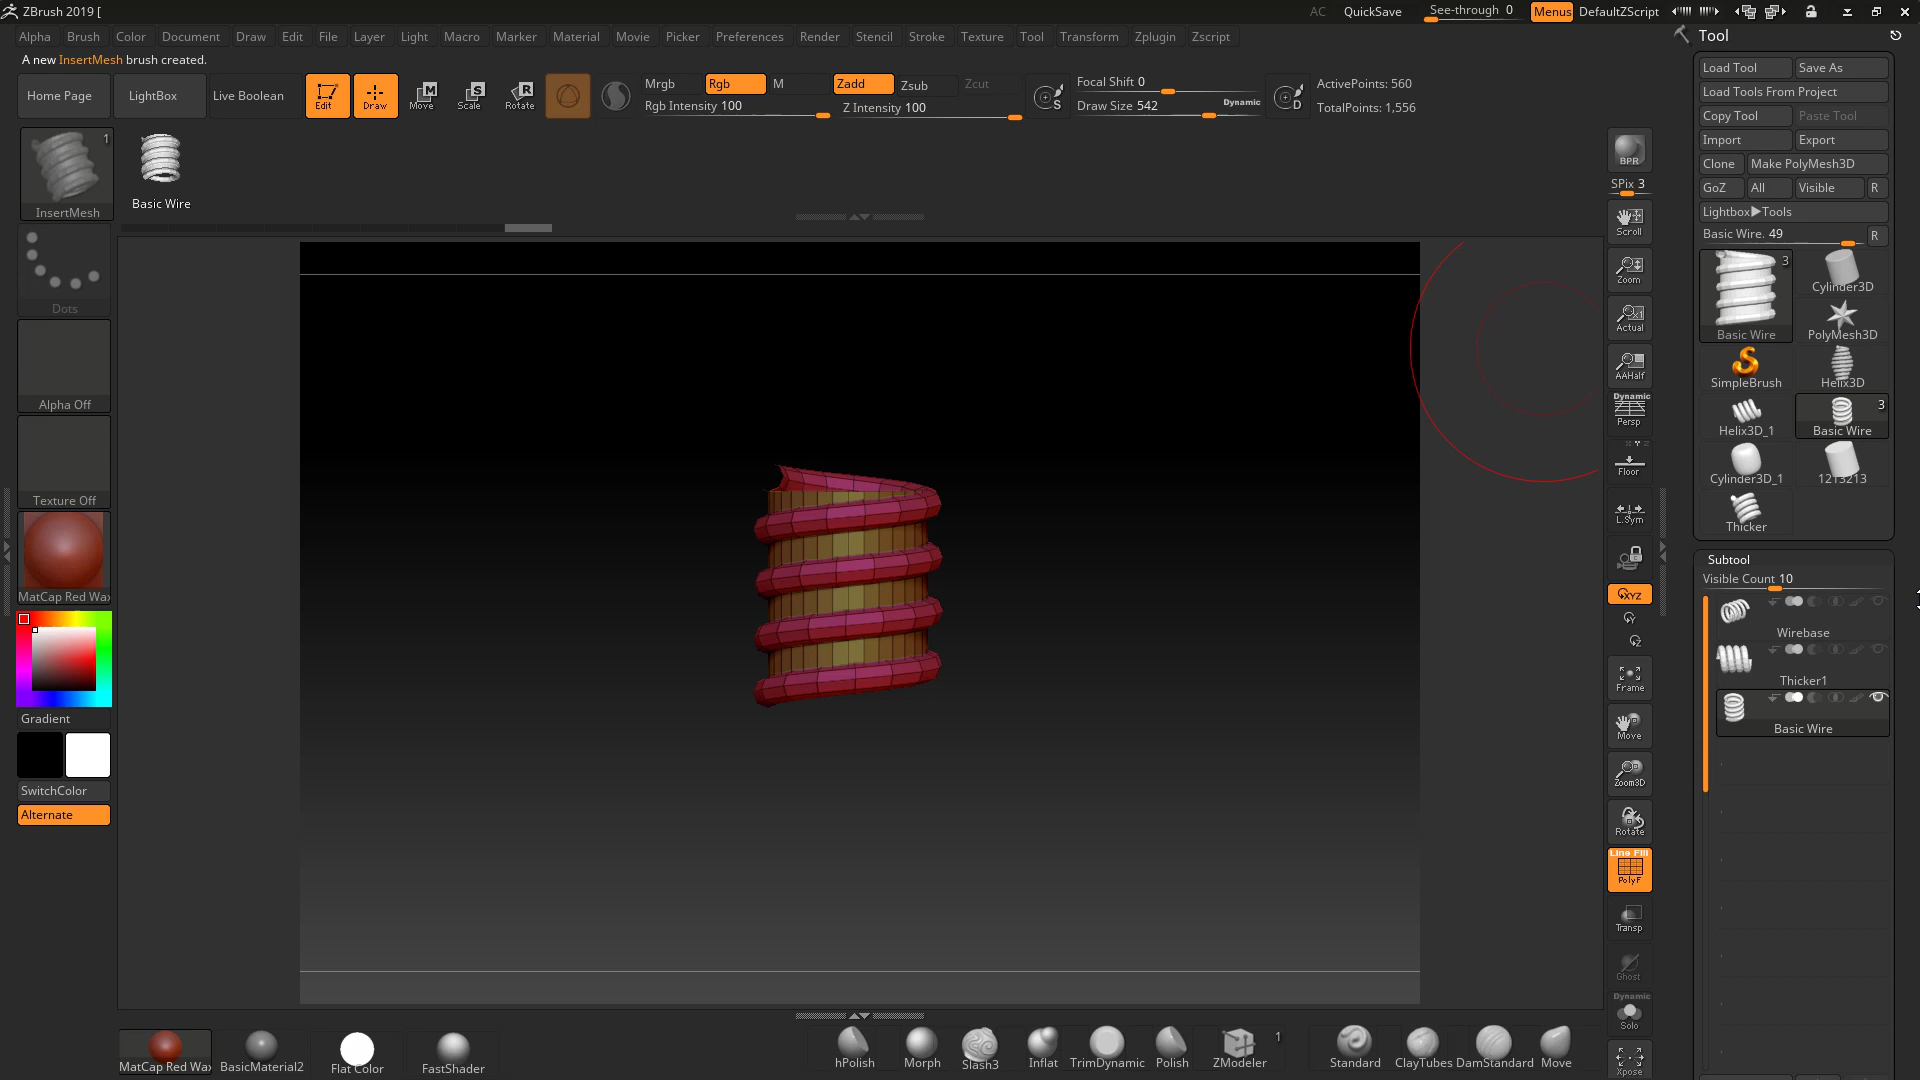 ZBrush 2019 [
AC QuickSave See-through 0 Menus DefaultZScript
Alpha Brush Color Document Draw Edit File Layer Light Macro Marker Material Movie Picker Preferences Render Stencil Stroke Texture Tool Transform Zplugin Zscript
A new InsertMesh brush created.
Home Page LightBox Live Boolean Edit Draw Move Scale Rotate
Mrgb Rgb M Zadd Zsub Zcut
Rgb Intensity 100 Z Intensity 100
Focal Shift 0
Draw Size 542 Dynamic
ActivePoints: 560
TotalPoints: 1,556
1
InsertMesh
Basic Wire
Dots
Alpha Off
Texture Off
MatCap Red Wax
Gradient
SwitchColor
Alternate
BPR
SPix 3
Scroll
Zoom
Actual
AAHalf
Dynamic
Persp
Floor
L.Sym
XYZ
Y
Z
Frame
Move
Zoom3D
Rotate
Line Fill
PolyF
Transp
Ghost
Dynamic
Solo
Xpose
Tool
Load Tool Save As
Load Tools From Project
Copy Tool Paste Tool
Import Export
Clone Make PolyMesh3D
GoZ All Visible R
Lightbox▶Tools
Basic Wire. 49 R
3
Basic Wire
Cylinder3D
PolyMesh3D
SimpleBrush Helix3D
3
Helix3D_1 Basic Wire
Cylinder3D_1 1213213
Thicker
Subtool
Visible Count 10
Wirebase
Thicker1
Basic Wire
MatCap Red Wax BasicMaterial2 Flat Color FastShader
hPolish Morph Slash3 Inflat TrimDynamic Polish ZModeler 1 Standard ClayTubes DamStandard Move